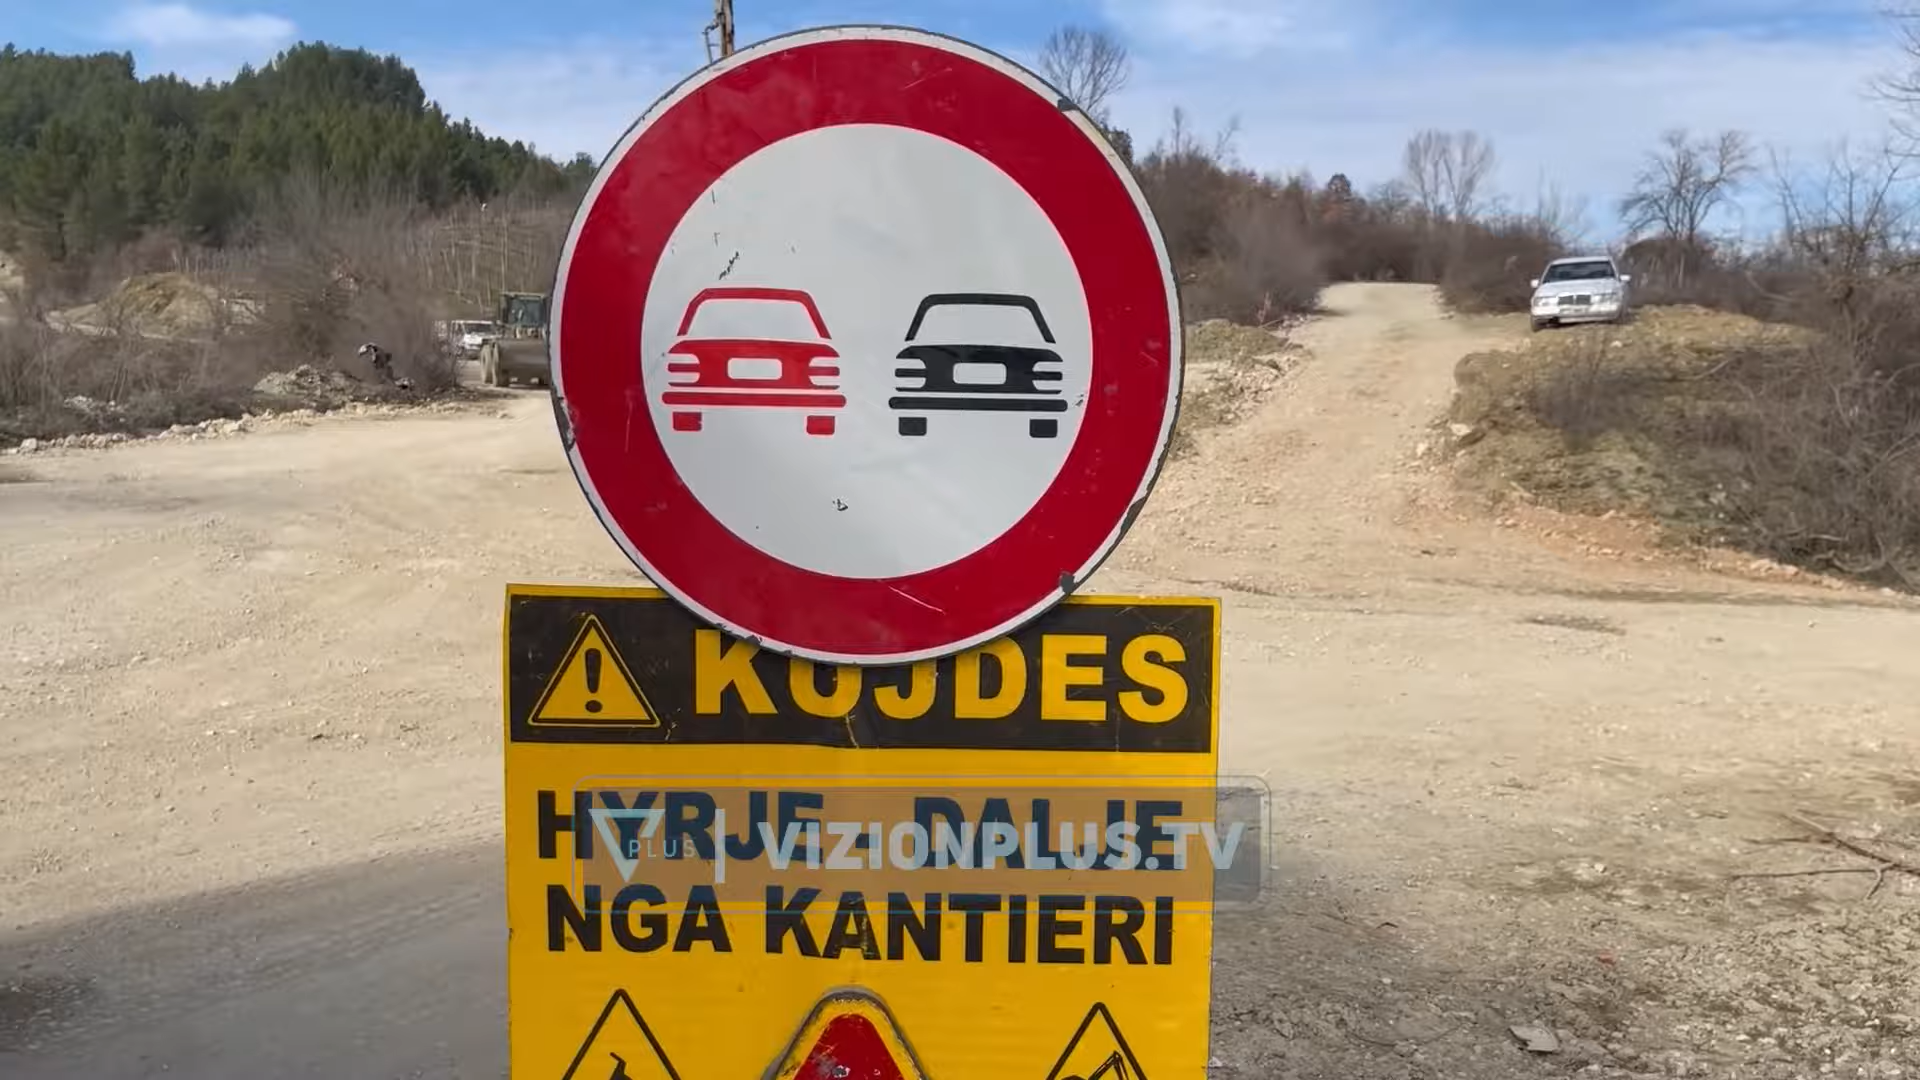 KUJDES
HYRJE - DALJE
PLUS | VIZIONPLUS.TV
NGA KANTIERI